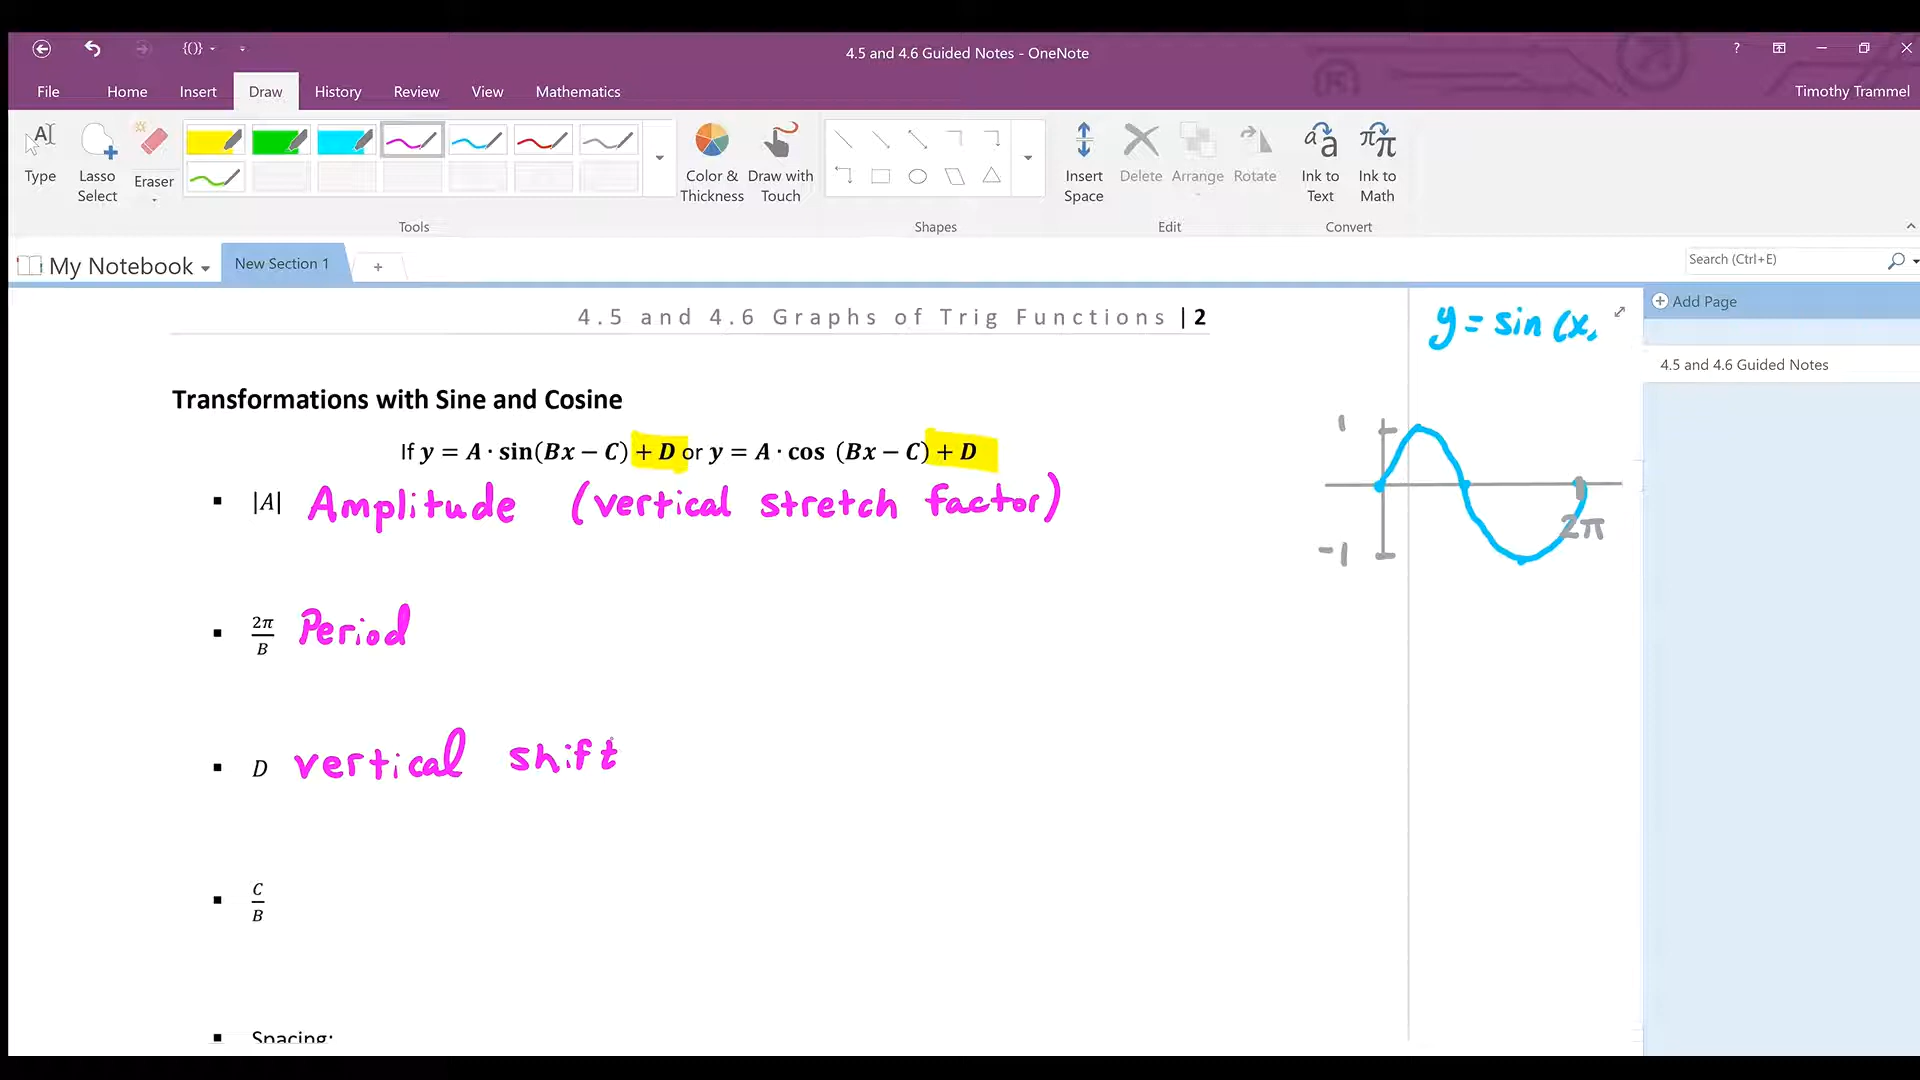 4.5 and 4.6 Guided Notes - OneNote
?
File Home Insert Draw History Review View Mathematics Timothy Trammel
Type
Lasso Select
Eraser
Color & Thickness
Draw with Touch
Insert Space
Delete
Arrange
Rotate
Ink to Text
Ink to Math
Tools Shapes Edit Convert
My Notebook New Section 1 + Search (Ctrl+E)
4.5 and 4.6 Graphs of Trig Functions | 2
y = sin (x
Add Page
4.5 and 4.6 Guided Notes
Transformations with Sine and Cosine
If y = A · sin(Bx − C) + D or y = A · cos (Bx − C) + D
▪ |A| Amplitude (vertical stretch factor)
1
-1
2π
▪ 2π/B Period
▪ D vertical shift
▪ C/B
▪ Spacing: